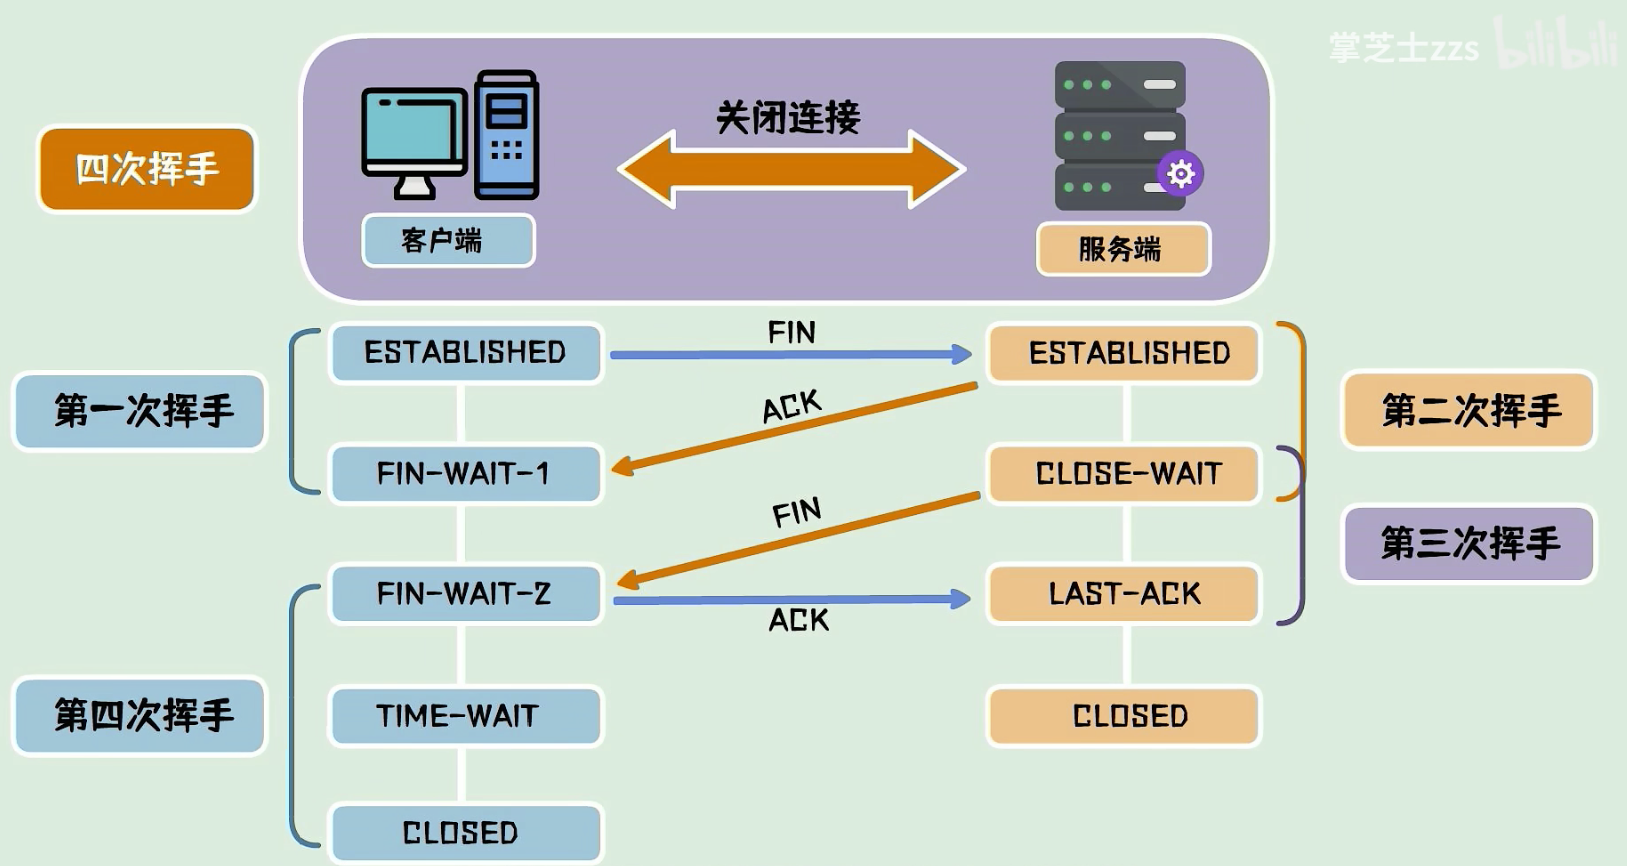 掌芝士zzs bilibili
四次挥手
关闭连接
客户端
服务端
ESTABLISHED
FIN
ESTABLISHED
第一次挥手
ACK
第二次挥手
FIN-WAIT-1
CLOSE-WAIT
FIN
第三次挥手
FIN-WAIT-2
LAST-ACK
ACK
第四次挥手
TIME-WAIT
CLOSED
CLOSED